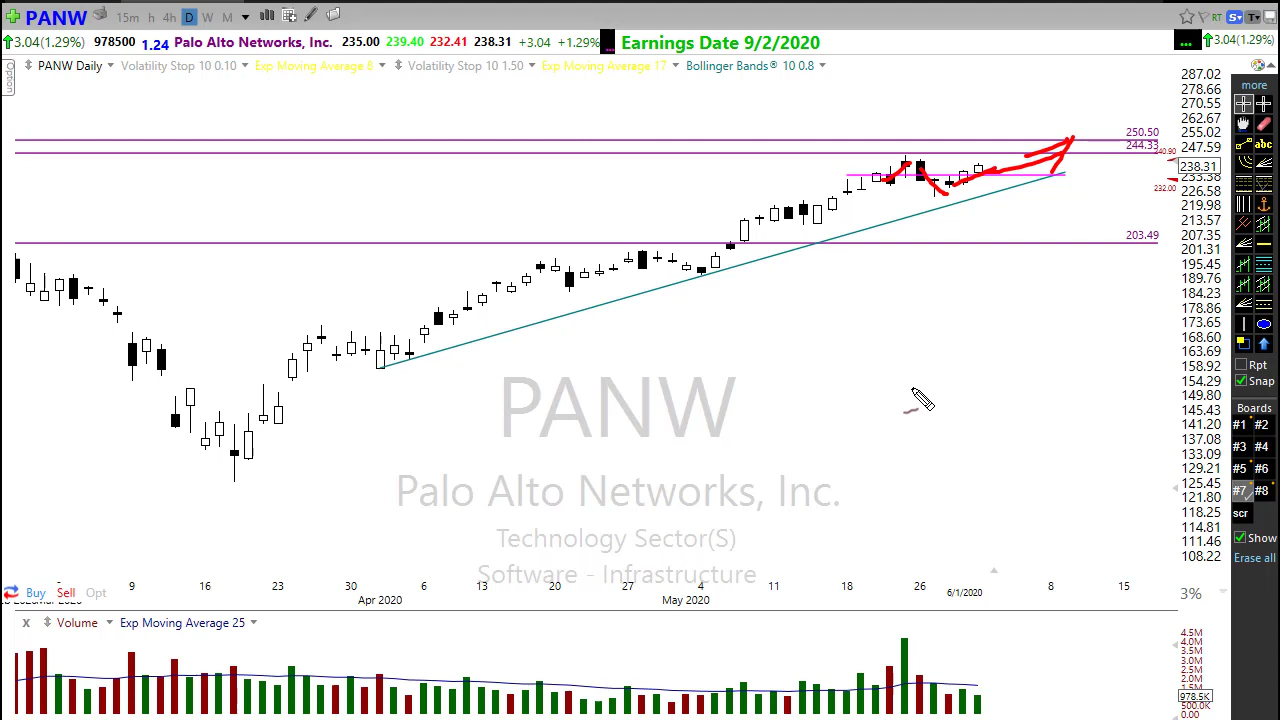 PANW 15m h 4h D W M RT S T
3.04(1.29%) 978500 1.24 Palo Alto Networks, Inc. 235.00 239.40 232.41 238.31 +3.04 +1.29% ... Earnings Date 9/2/2020 ... 3.04(1.29%)
Option PANW Daily Volatility Stop 10 0.10 Exp Moving Average 8 Volatility Stop 10 1.50 Exp Moving Average 17 Bollinger Bands® 10 0.8
287.02
more
278.66
270.55
262.67
250.50
255.02
244.33
247.59
abc
240.90
238.31
233.38
232.00
226.58
219.98
213.57
203.49
207.35
201.31
195.45
189.76
184.23
178.86
173.65
168.60
163.69
158.92
Rpt
154.29
Snap
149.80
PANW
145.43
Boards
141.20
#1 #2
137.08
133.09
#3 #4
129.21
#5 #6
125.45
Palo Alto Networks, Inc.
121.80
#7 #8
118.25
scr
114.81
Technology Sector(S)
111.46
Show
108.22
Erase all
Software - Infrastructure
9 16 23 30 6 13 20 27 4 11 18 26 8 15
Buy Sell Opt
6/1/2020
3%
Apr 2020 May 2020
x Volume Exp Moving Average 25
4.5M
4.0M
3.5M
3.0M
2.5M
2.0M
1.5M
978.5K
500.0K
0.00